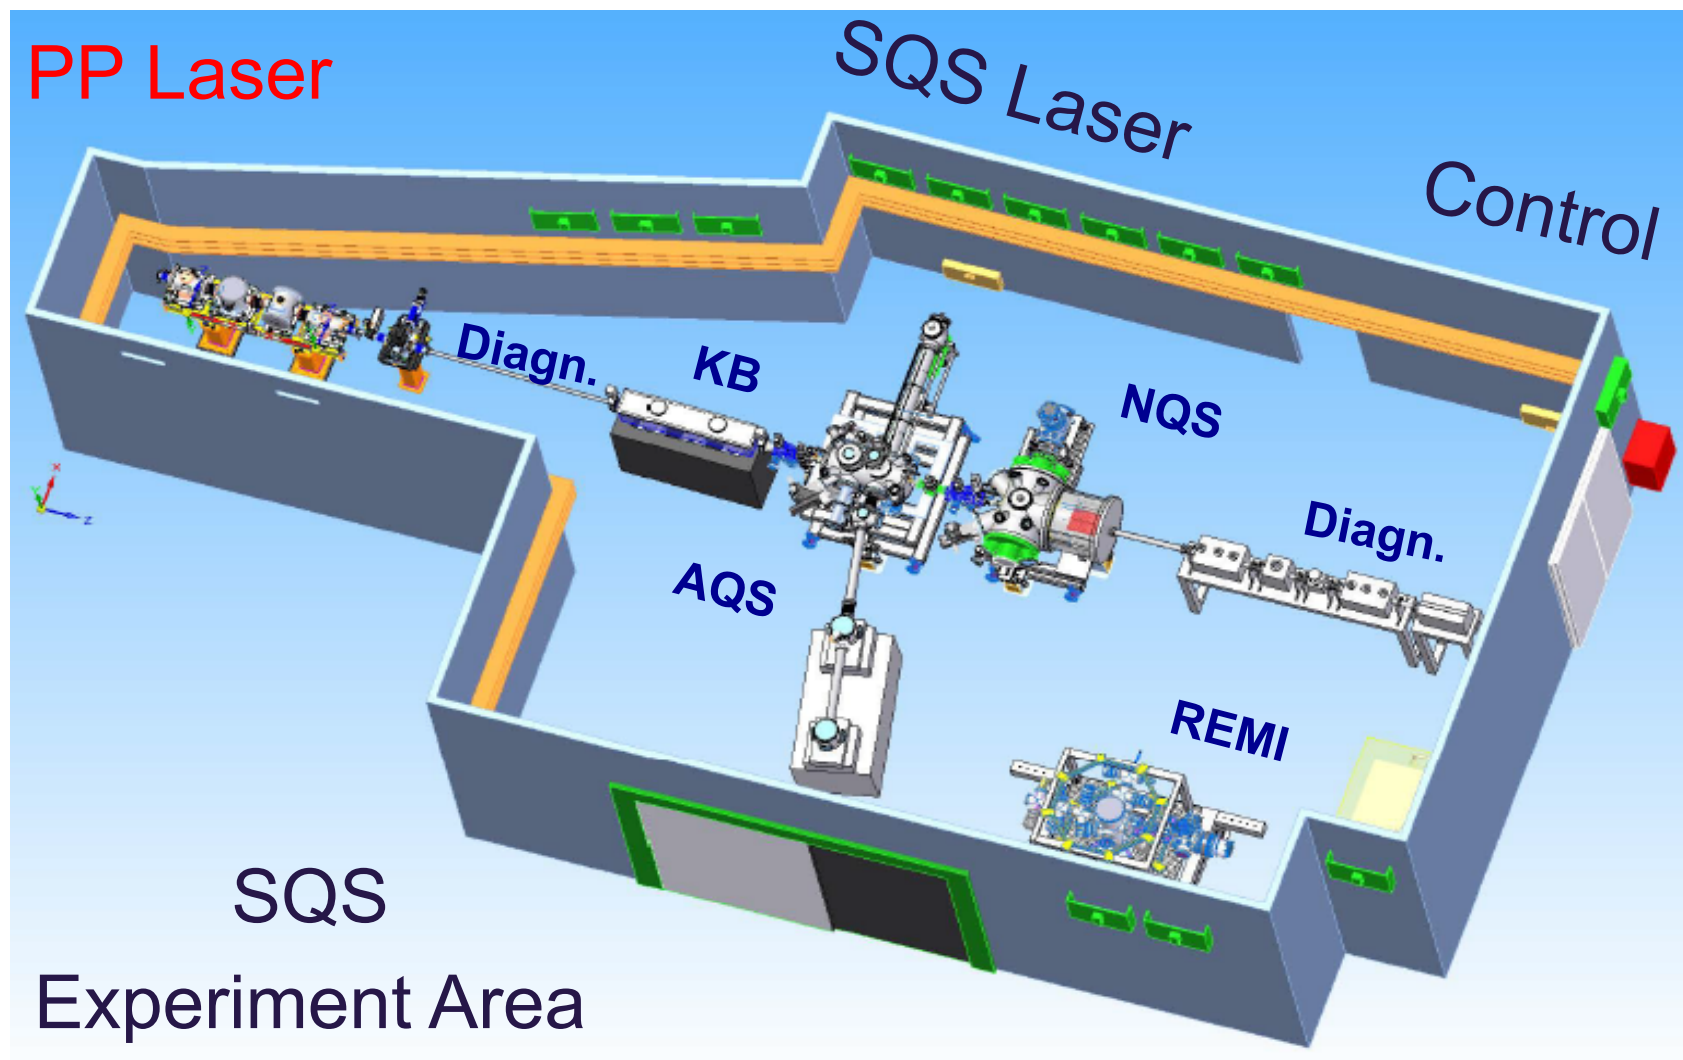 PP Laser
SQS Laser
Control
Diagn.
KB
NQS
Diagn.
AQS
REMI
X
Y
Z
SQS
Experiment Area